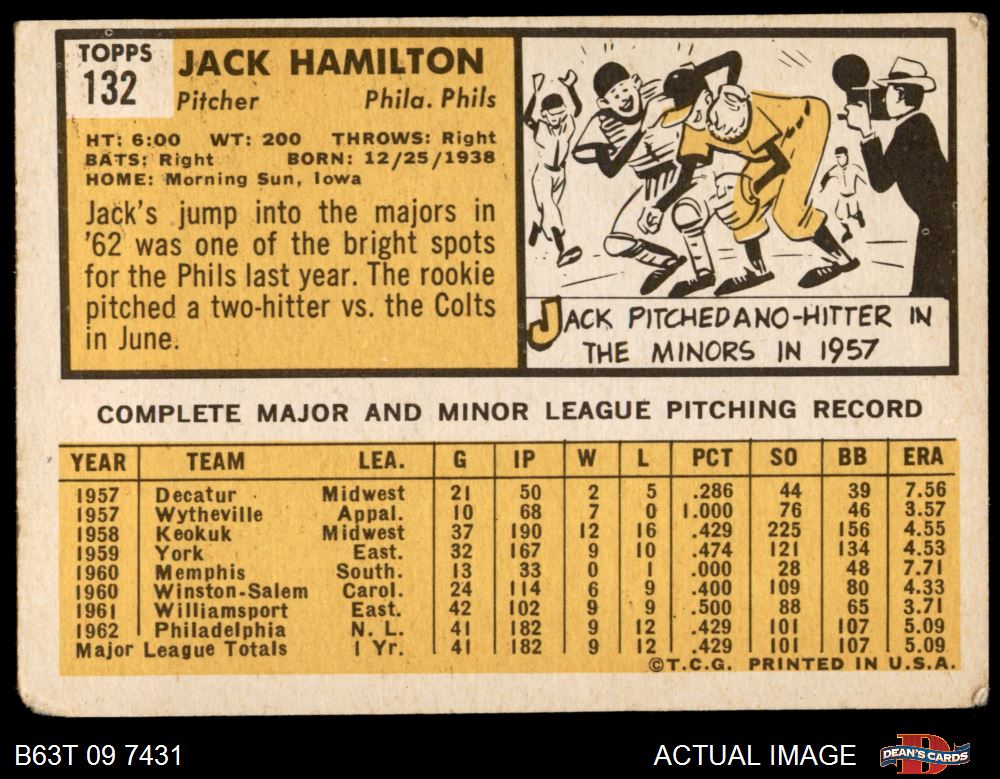 TOPPS
132
JACK HAMILTON
Pitcher Phila. Phils
HT: 6:00 WT: 200 THROWS: Right
BATS: Right BORN: 12/25/1938
HOME: Morning Sun, Iowa
Jack's jump into the majors in
'62 was one of the bright spots
for the Phils last year. The rookie
pitched a two-hitter vs. the Colts
in June.
JACK PITCHED A NO-HITTER IN
THE MINORS IN 1957
COMPLETE MAJOR AND MINOR LEAGUE PITCHING RECORD
YEAR TEAM LEA. G IP W L PCT SO BB ERA
1957 Decatur Midwest 21 50 2 5 .286 44 39 7.56
1957 Wytheville Appal. 10 68 7 0 1.000 76 46 3.57
1958 Keokuk Midwest 37 190 12 16 .429 225 156 4.55
1959 York East. 32 167 9 10 .474 121 134 4.53
1960 Memphis South. 13 33 0 1 .000 28 48 7.71
1960 Winston-Salem Carol. 24 114 6 9 .400 109 80 4.33
1961 Williamsport East. 42 102 9 9 .500 88 65 3.71
1962 Philadelphia N. L. 41 182 9 12 .429 101 107 5.09
Major League Totals 1 Yr. 41 182 9 12 .429 101 107 5.09
©T.C.G. PRINTED IN U.S.A.
B63T 09 7431 ACTUAL IMAGE DEAN'S CARDS